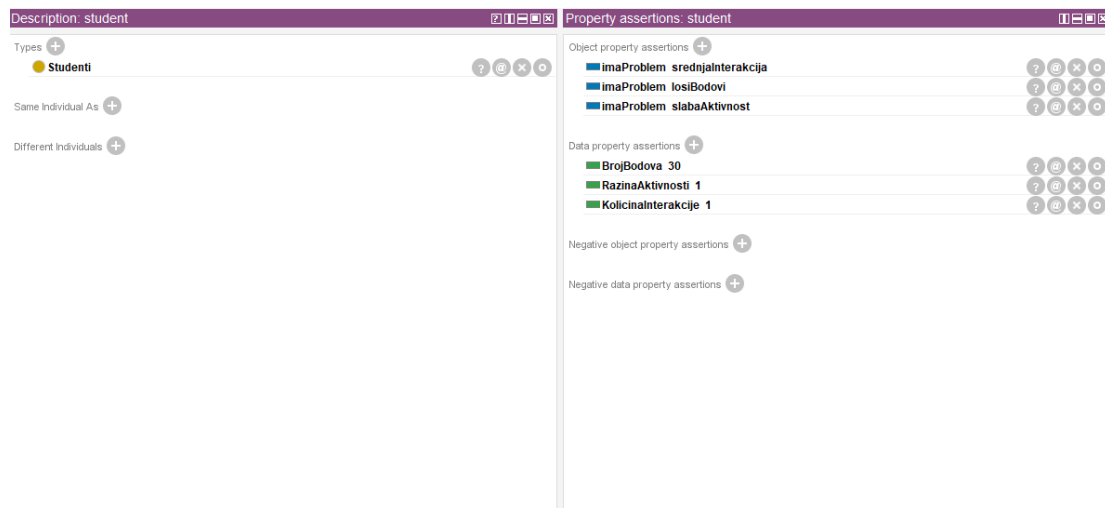 Description: student
Types
Studenti
Same Individual As
Different Individuals
Property assertions: student
Object property assertions
imaProblem srednjaInterakcija
imaProblem losiBodovi
imaProblem slabaAktivnost
Data property assertions
BrojBodova 30
RazinaAktivnosti 1
KolicinaInterakcije 1
Negative object property assertions
Negative data property assertions